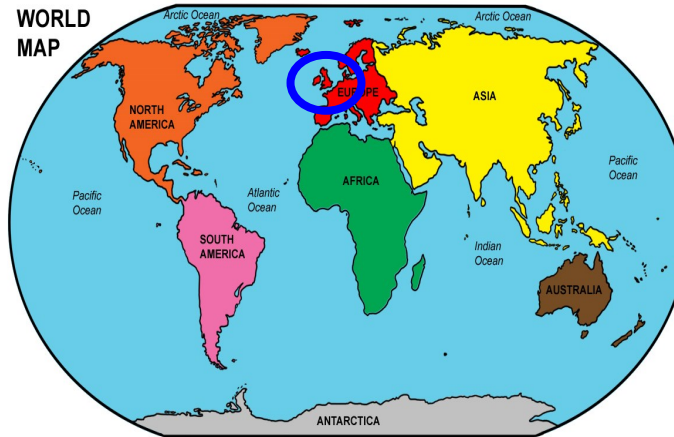 WORLD
MAP
Arctic Ocean
Arctic Ocean
NORTH
AMERICA
EUROPE
ASIA
Pacific
Ocean
Atlantic
Ocean
AFRICA
Pacific
Ocean
SOUTH
AMERICA
Indian
Ocean
AUSTRALIA
ANTARCTICA